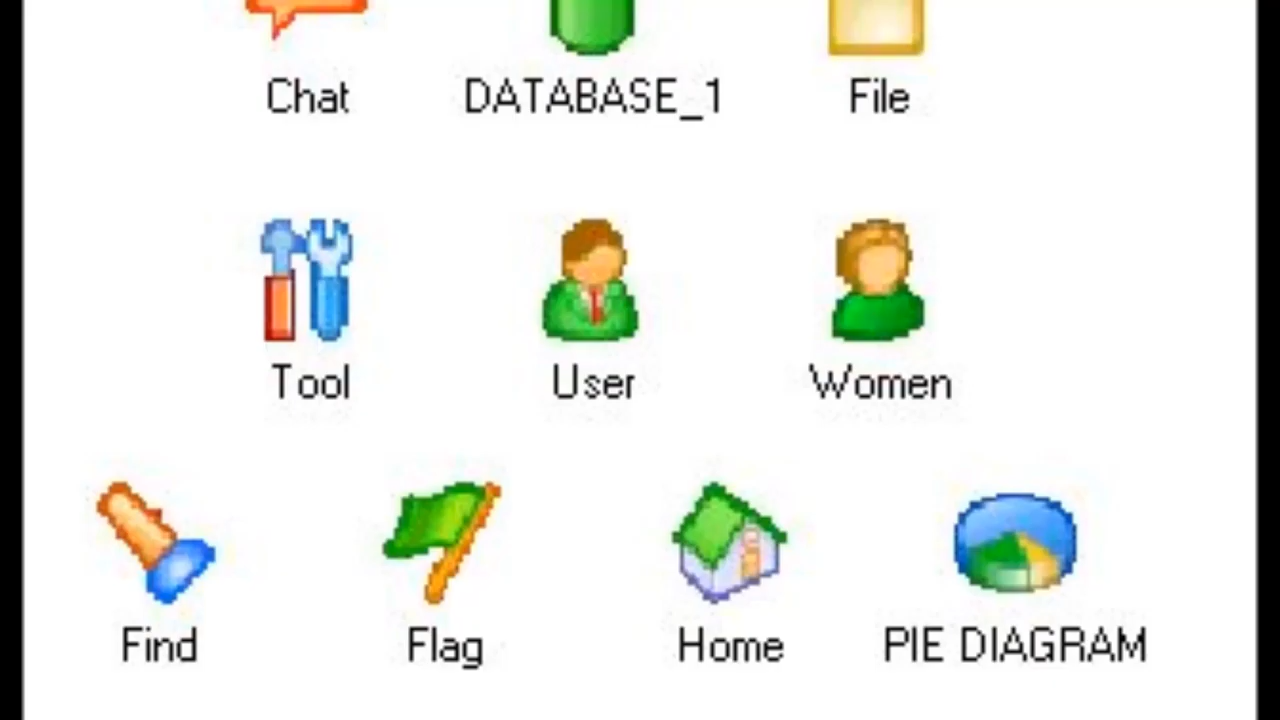 Chat DATABASE_1 File
Tool User Women
Find Flag Home PIE DIAGRAM